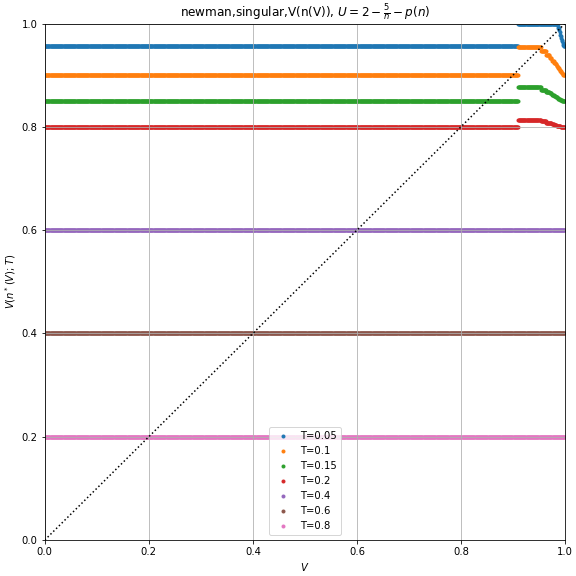 newman,singular,V(n(V)), $U = 2 - \frac{5}{n} - p(n)$
1.0
0.8
0.6
0.4
0.2
0.0
V(n*(V); T)
T=0.05
T=0.1
T=0.15
T=0.2
T=0.4
T=0.6
T=0.8
0.0 0.2 0.4 0.6 0.8 1.0
V